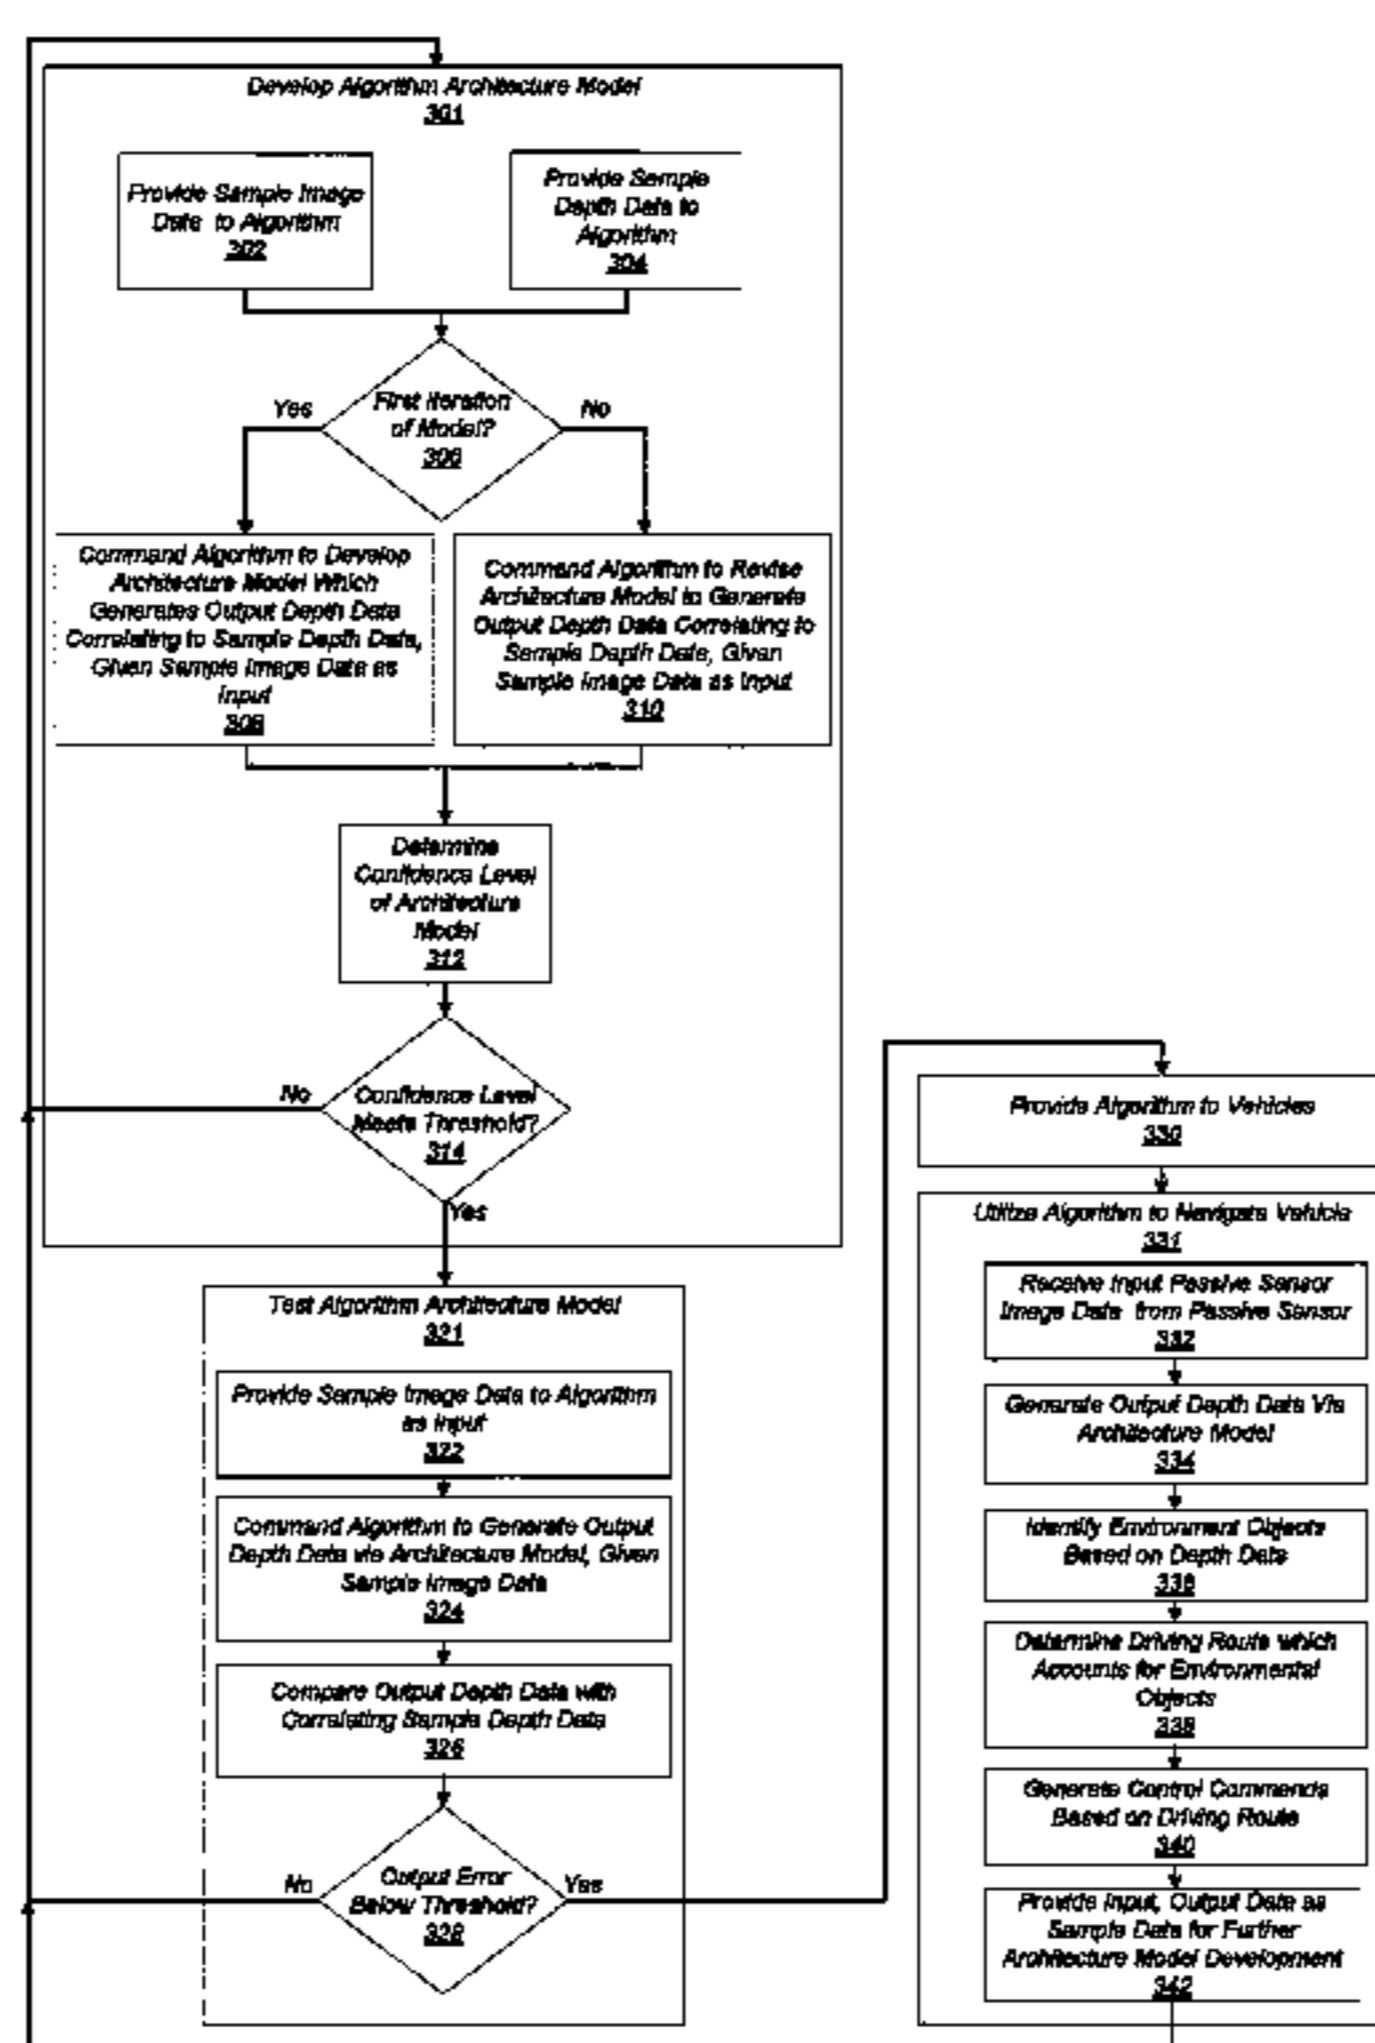 Develop Algorithm Architecture Model
301
Provide Sample Image
Data to Algorithm
302
Provide Sample
Depth Data to
Algorithm
304
First Iteration
of Model?
306
Yes
No
Command Algorithm to Develop
Architecture Model Which
Generates Output Depth Data
Correlating to Sample Depth Data,
Given Sample Image Data as
Input
308
Command Algorithm to Revise
Architecture Model to Generate
Output Depth Data Correlating to
Sample Depth Data, Given
Sample Image Data as Input
310
Determine
Confidence Level
of Architecture
Model
312
No
Confidence Level
Meets Threshold?
314
Yes
Test Algorithm Architecture Model
321
Provide Sample Image Data to Algorithm
as Input
322
Command Algorithm to Generate Output
Depth Data via Architecture Model, Given
Sample Image Data
324
Compare Output Depth Data with
Correlating Sample Depth Data
326
No
Output Error
Below Threshold?
328
Yes
Provide Algorithm to Vehicles
330
Utilize Algorithm to Navigate Vehicle
331
Receive Input Passive Sensor
Image Data from Passive Sensor
332
Generate Output Depth Data Via
Architecture Model
334
Identify Environment Objects
Based on Depth Data
336
Determine Driving Route which
Accounts for Environmental
Objects
338
Generate Control Commands
Based on Driving Route
340
Provide Input, Output Data as
Sample Data for Further
Architecture Model Development
342